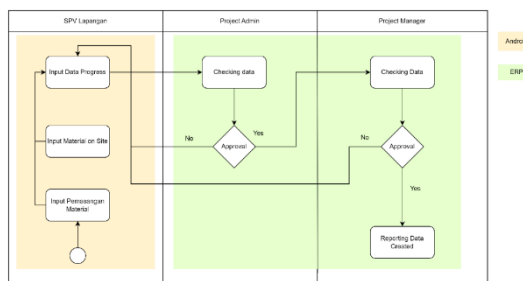 SPV Lapangan
Project Admin
Project Manager
Input Data Progress
Checking data
Checking Data
Andro
ERP
No
Yes
No
Input Material on Site
Approval
Approval
Input Pemasangan
Material
Yes
Reporting Data
Created